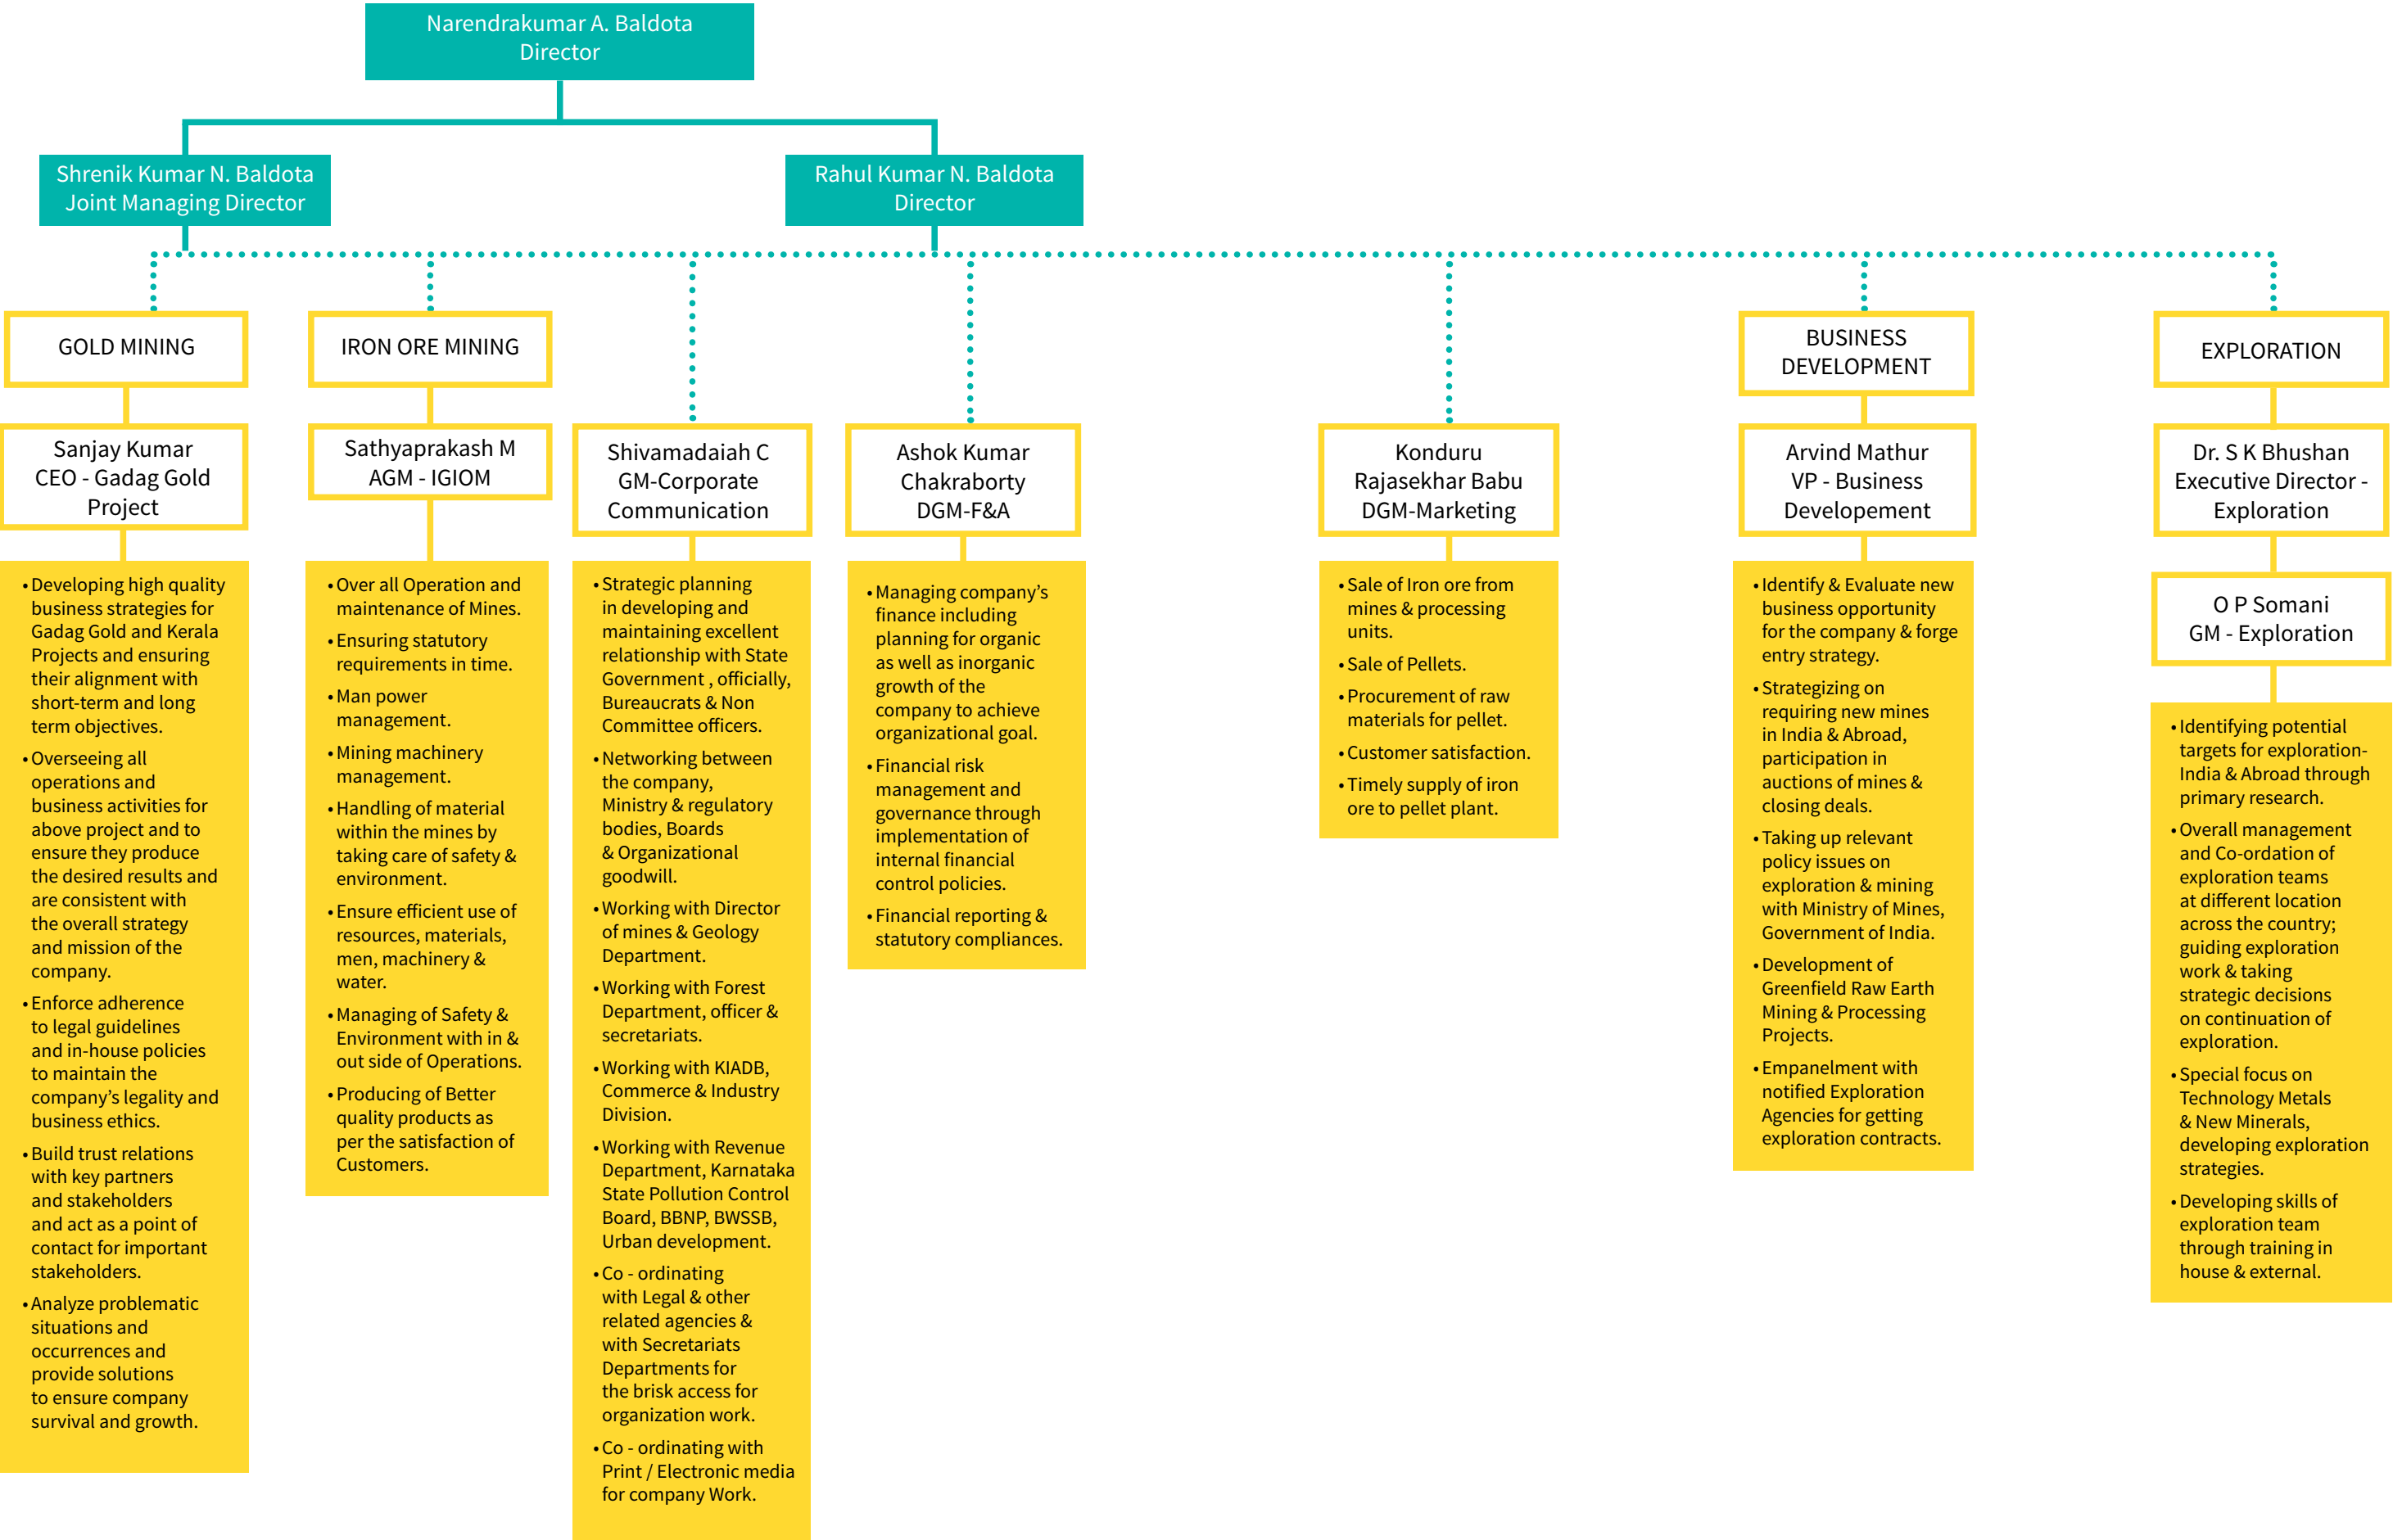 Narendrakumar A. Baldota
Director
Shrenik Kumar N. Baldota
Joint Managing Director
Rahul Kumar N. Baldota
Director
GOLD MINING
Sanjay Kumar
CEO - Gadag Gold
Project
• Developing high quality
business strategies for
Gadag Gold and Kerala
Projects and ensuring
their alignment with
short-term and long
term objectives.
• Overseeing all
operations and
business activities for
above project and to
ensure they produce
the desired results and
are consistent with
the overall strategy
and mission of the
company.
• Enforce adherence
to legal guidelines
and in-house policies
to maintain the
company’s legality and
business ethics.
• Build trust relations
with key partners
and stakeholders
and act as a point of
contact for important
stakeholders.
• Analyze problematic
situations and
occurrences and
provide solutions
to ensure company
survival and growth.
IRON ORE MINING
Sathyaprakash M
AGM - IGIOM
• Over all Operation and
maintenance of Mines.
• Ensuring statutory
requirements in time.
• Man power
management.
• Mining machinery
management.
• Handling of material
within the mines by
taking care of safety &
environment.
• Ensure efficient use of
resources, materials,
men, machinery &
water.
• Managing of Safety &
Environment with in &
out side of Operations.
• Producing of Better
quality products as
per the satisfaction of
Customers.
Shivamadaiah C
GM-Corporate
Communication
• Strategic planning
in developing and
maintaining excellent
relationship with State
Government , officially,
Bureaucrats & Non
Committee officers.
• Networking between
the company,
Ministry & regulatory
bodies, Boards
& Organizational
goodwill.
• Working with Director
of mines & Geology
Department.
• Working with Forest
Department, officer &
secretariats.
• Working with KIADB,
Commerce & Industry
Division.
• Working with Revenue
Department, Karnataka
State Pollution Control
Board, BBNP, BWSSB,
Urban development.
• Co - ordinating
with Legal & other
related agencies &
with Secretariats
Departments for
the brisk access for
organization work.
• Co - ordinating with
Print / Electronic media
for company Work.
Ashok Kumar
Chakraborty
DGM-F&A
• Managing company’s
finance including
planning for organic
as well as inorganic
growth of the
company to achieve
organizational goal.
• Financial risk
management and
governance through
implementation of
internal financial
control policies.
• Financial reporting &
statutory compliances.
Konduru
Rajasekhar Babu
DGM-Marketing
• Sale of Iron ore from
mines & processing
units.
• Sale of Pellets.
• Procurement of raw
materials for pellet.
• Customer satisfaction.
• Timely supply of iron
ore to pellet plant.
BUSINESS
DEVELOPMENT
Arvind Mathur
VP - Business
Developement
• Identify & Evaluate new
business opportunity
for the company & forge
entry strategy.
• Strategizing on
requiring new mines
in India & Abroad,
participation in
auctions of mines &
closing deals.
• Taking up relevant
policy issues on
exploration & mining
with Ministry of Mines,
Government of India.
• Development of
Greenfield Raw Earth
Mining & Processing
Projects.
• Empanelment with
notified Exploration
Agencies for getting
exploration contracts.
EXPLORATION
Dr. S K Bhushan
Executive Director -
Exploration
O P Somani
GM - Exploration
• Identifying potential
targets for exploration-
India & Abroad through
primary research.
• Overall management
and Co-ordation of
exploration teams
at different location
across the country;
guiding exploration
work & taking
strategic decisions
on continuation of
exploration.
• Special focus on
Technology Metals
& New Minerals,
developing exploration
strategies.
• Developing skills of
exploration team
through training in
house & external.